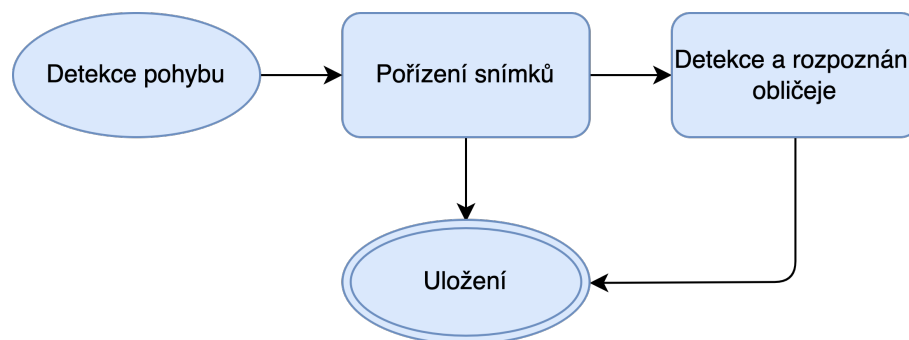 Detekce pohybu
Pořízení snímků
Detekce a rozpoznán
obličeje
Uložení